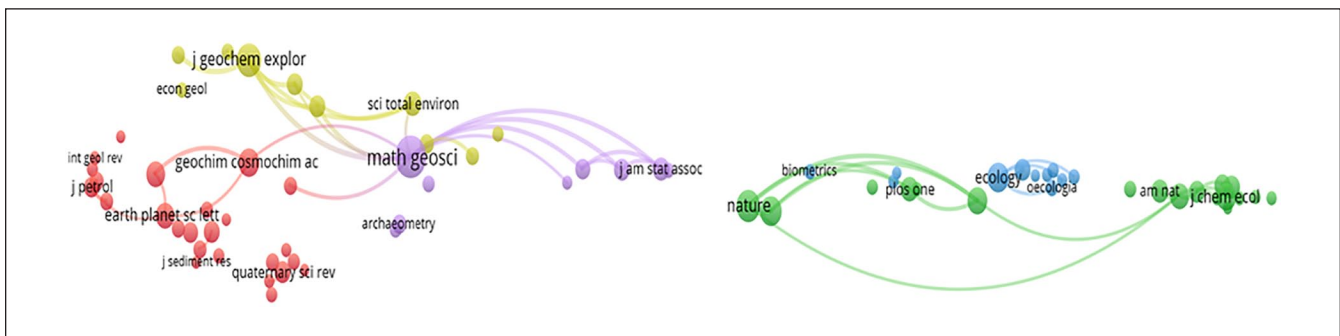 j geochem explor
econ geol
sci total environ
math geosci
int geol rev
geochim cosmochim ac
j petrol
earth planet sc lett
archaeometry
j sediment res
quaternary sci rev
j am stat assoc
biometrics
nature
plos one
ecology
oecologia
am nat
j chem ecol